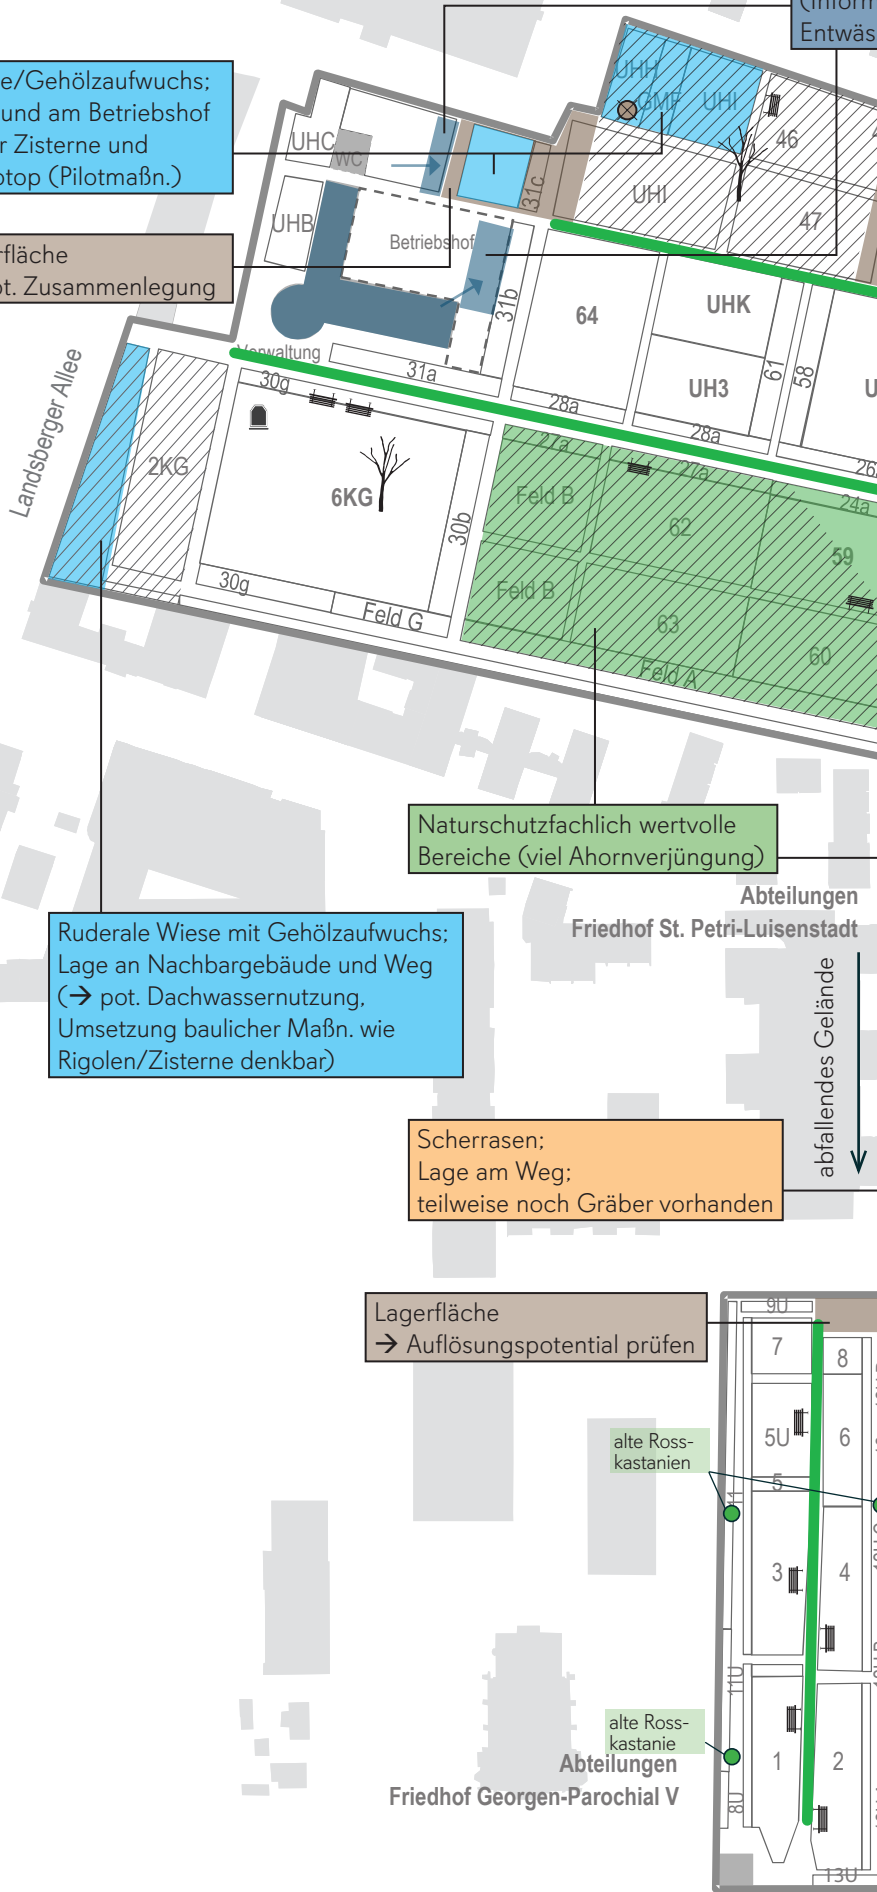 (Inform
Entwäs
e/Gehölzaufwuchs;
und am Betriebshof
r Zisterne und
otop (Pilotmaßn.)
rfläche
ot. Zusammenlegung
UHH
GMF
UHI
46
UHC
WC
31c
UHI
47
UHB
Betriebshof
31b
64
UHK
61
58
UH3
U
Verwaltung
31a
30g
28a
28a
26
Landsberger Allee
2KG
6KG
30b
27a
27a
24a
Feld B
62
59
Feld B
63
60
Feld A
30g
Feld G
Naturschutzfachlich wertvolle
Bereiche (viel Ahornverjüngung)
Abteilungen
Friedhof St. Petri-Luisenstadt
Ruderale Wiese mit Gehölzaufwuchs;
Lage an Nachbargebäude und Weg
(→ pot. Dachwassernutzung,
Umsetzung baulicher Maßn. wie
Rigolen/Zisterne denkbar)
abfallendes Gelände
Scherrasen;
Lage am Weg;
teilweise noch Gräber vorhanden
Lagerfläche
→ Auflösungspotential prüfen
9U
7
8
5U
6
5
alte Ross-
kastanien
11
3
4
11U
alte Ross-
kastanie
1
2
8U
13U
Abteilungen
Friedhof Georgen-Parochial V